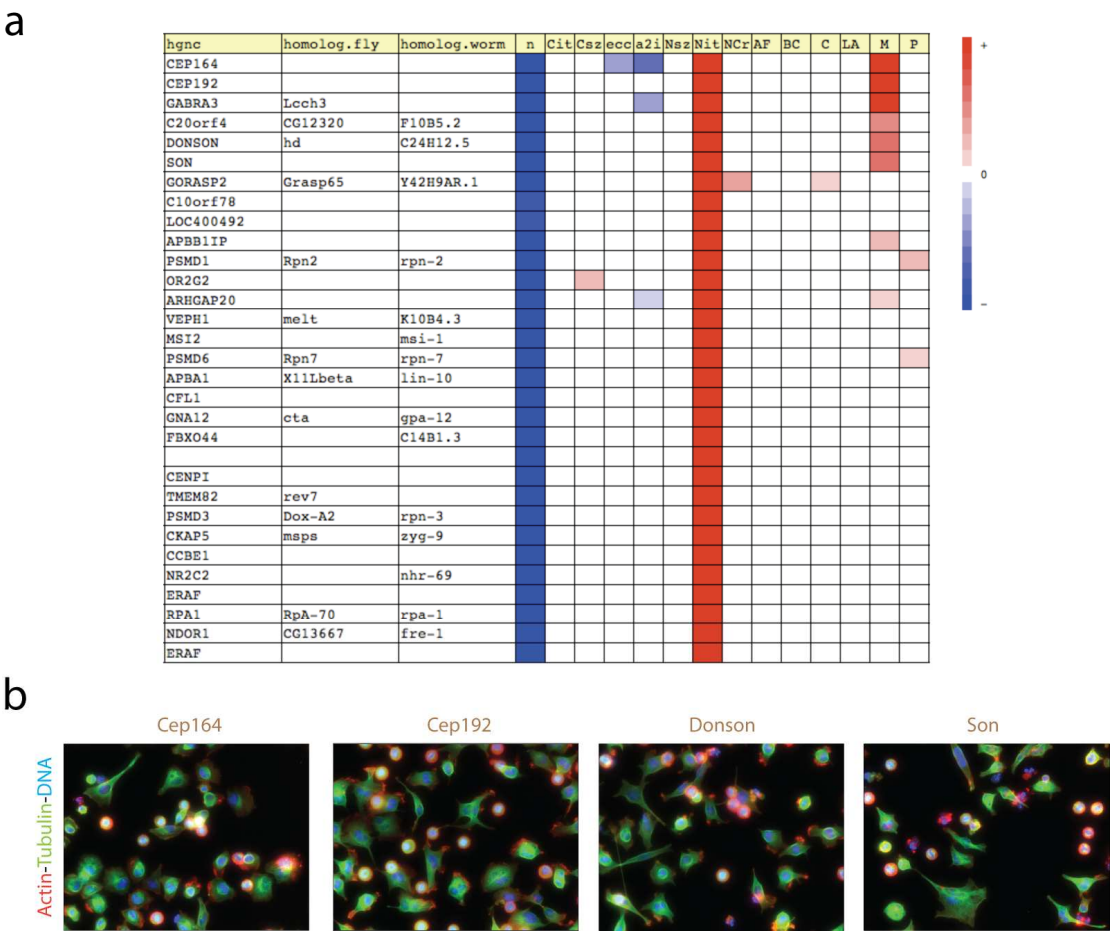 a
hgnc homolog.fly homolog.worm n Cit Csz ecc a2i Nsz Nit NCr AF BC C LA M P
CEP164
CEP192
GABRA3 Lcch3
C20orf4 CG12320 F10B5.2
DONSON hd C24H12.5
SON
GORASP2 Grasp65 Y42H9AR.1
C10orf78
LOC400492
APBB1IP
PSMD1 Rpn2 rpn-2
OR2G2
ARHGAP20
VEPH1 melt K10B4.3
MSI2 msi-1
PSMD6 Rpn7 rpn-7
APBA1 X11Lbeta lin-10
CFL1
GNA12 cta gpa-12
FBXO44 C14B1.3
CENPI
TMEM82 rev7
PSMD3 Dox-A2 rpn-3
CKAP5 msps zyg-9
CCBE1
NR2C2 nhr-69
ERAF
RPA1 RpA-70 rpa-1
NDOR1 CG13667 fre-1
ERAF
+
0
–
b
Cep164 Cep192 Donson Son
Actin-Tubulin-DNA